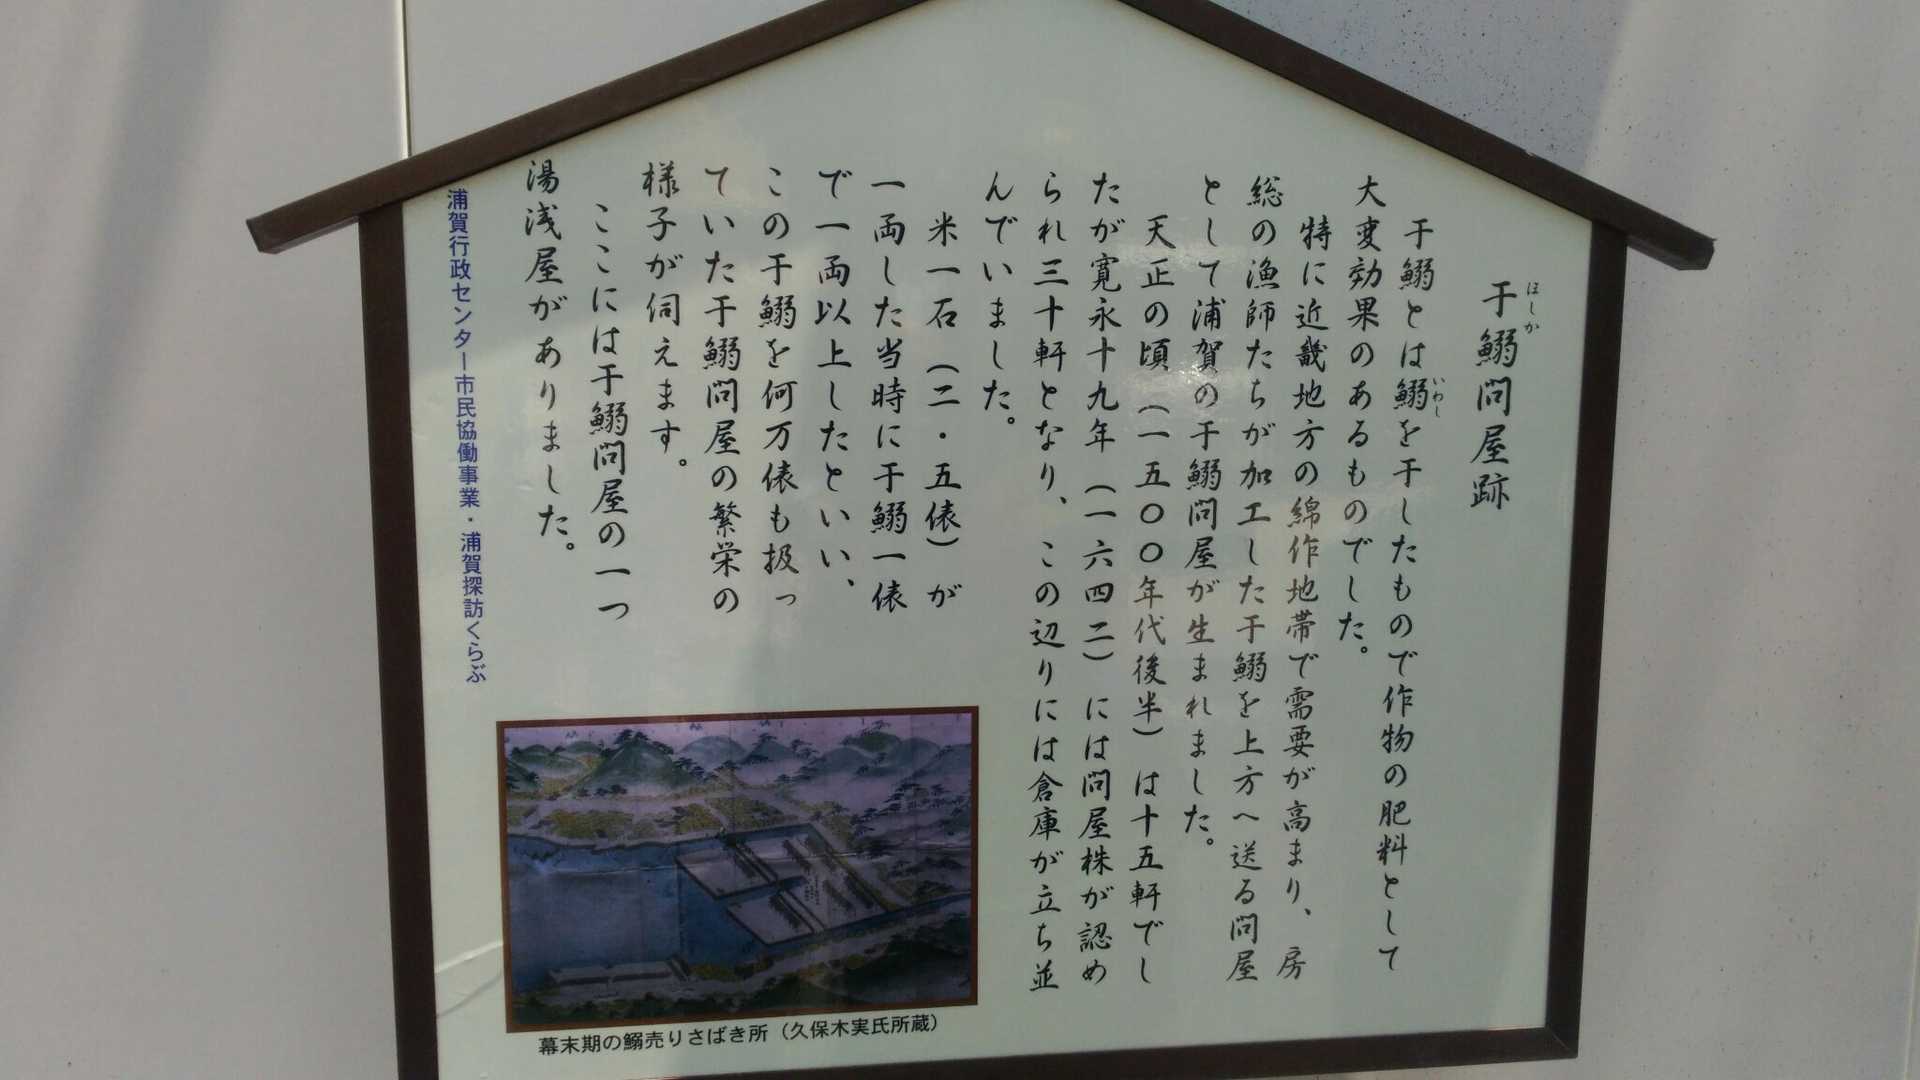 干鰯問屋跡
ほしか
干鰯とは鰯を干したもので作物の肥料として
いわし
大変効果のあるものでした。
特に近畿地方の綿作地帯で需要が高まり、房
総の漁師たちが加工した干鰯を上方へ送る問屋
として浦賀の干鰯問屋が生まれました。
天正の頃(一五〇〇年代後半)は十五軒でし
たが寛永十九年(一六四二)には問屋株が認め
られ三十軒となり、この辺りには倉庫が立ち並
んでいました。
米一石(二・五俵)が
一両した当時に干鰯一俵
で一両以上したといい、
この干鰯を何万俵も扱っ
ていた干鰯問屋の繁栄の
様子が伺えます。
ここには干鰯問屋の一つ
湯浅屋がありました。
浦賀行政センター市民協働事業・浦賀探訪くらぶ
幕末期の鰯売りさばき所(久保木実氏所蔵)